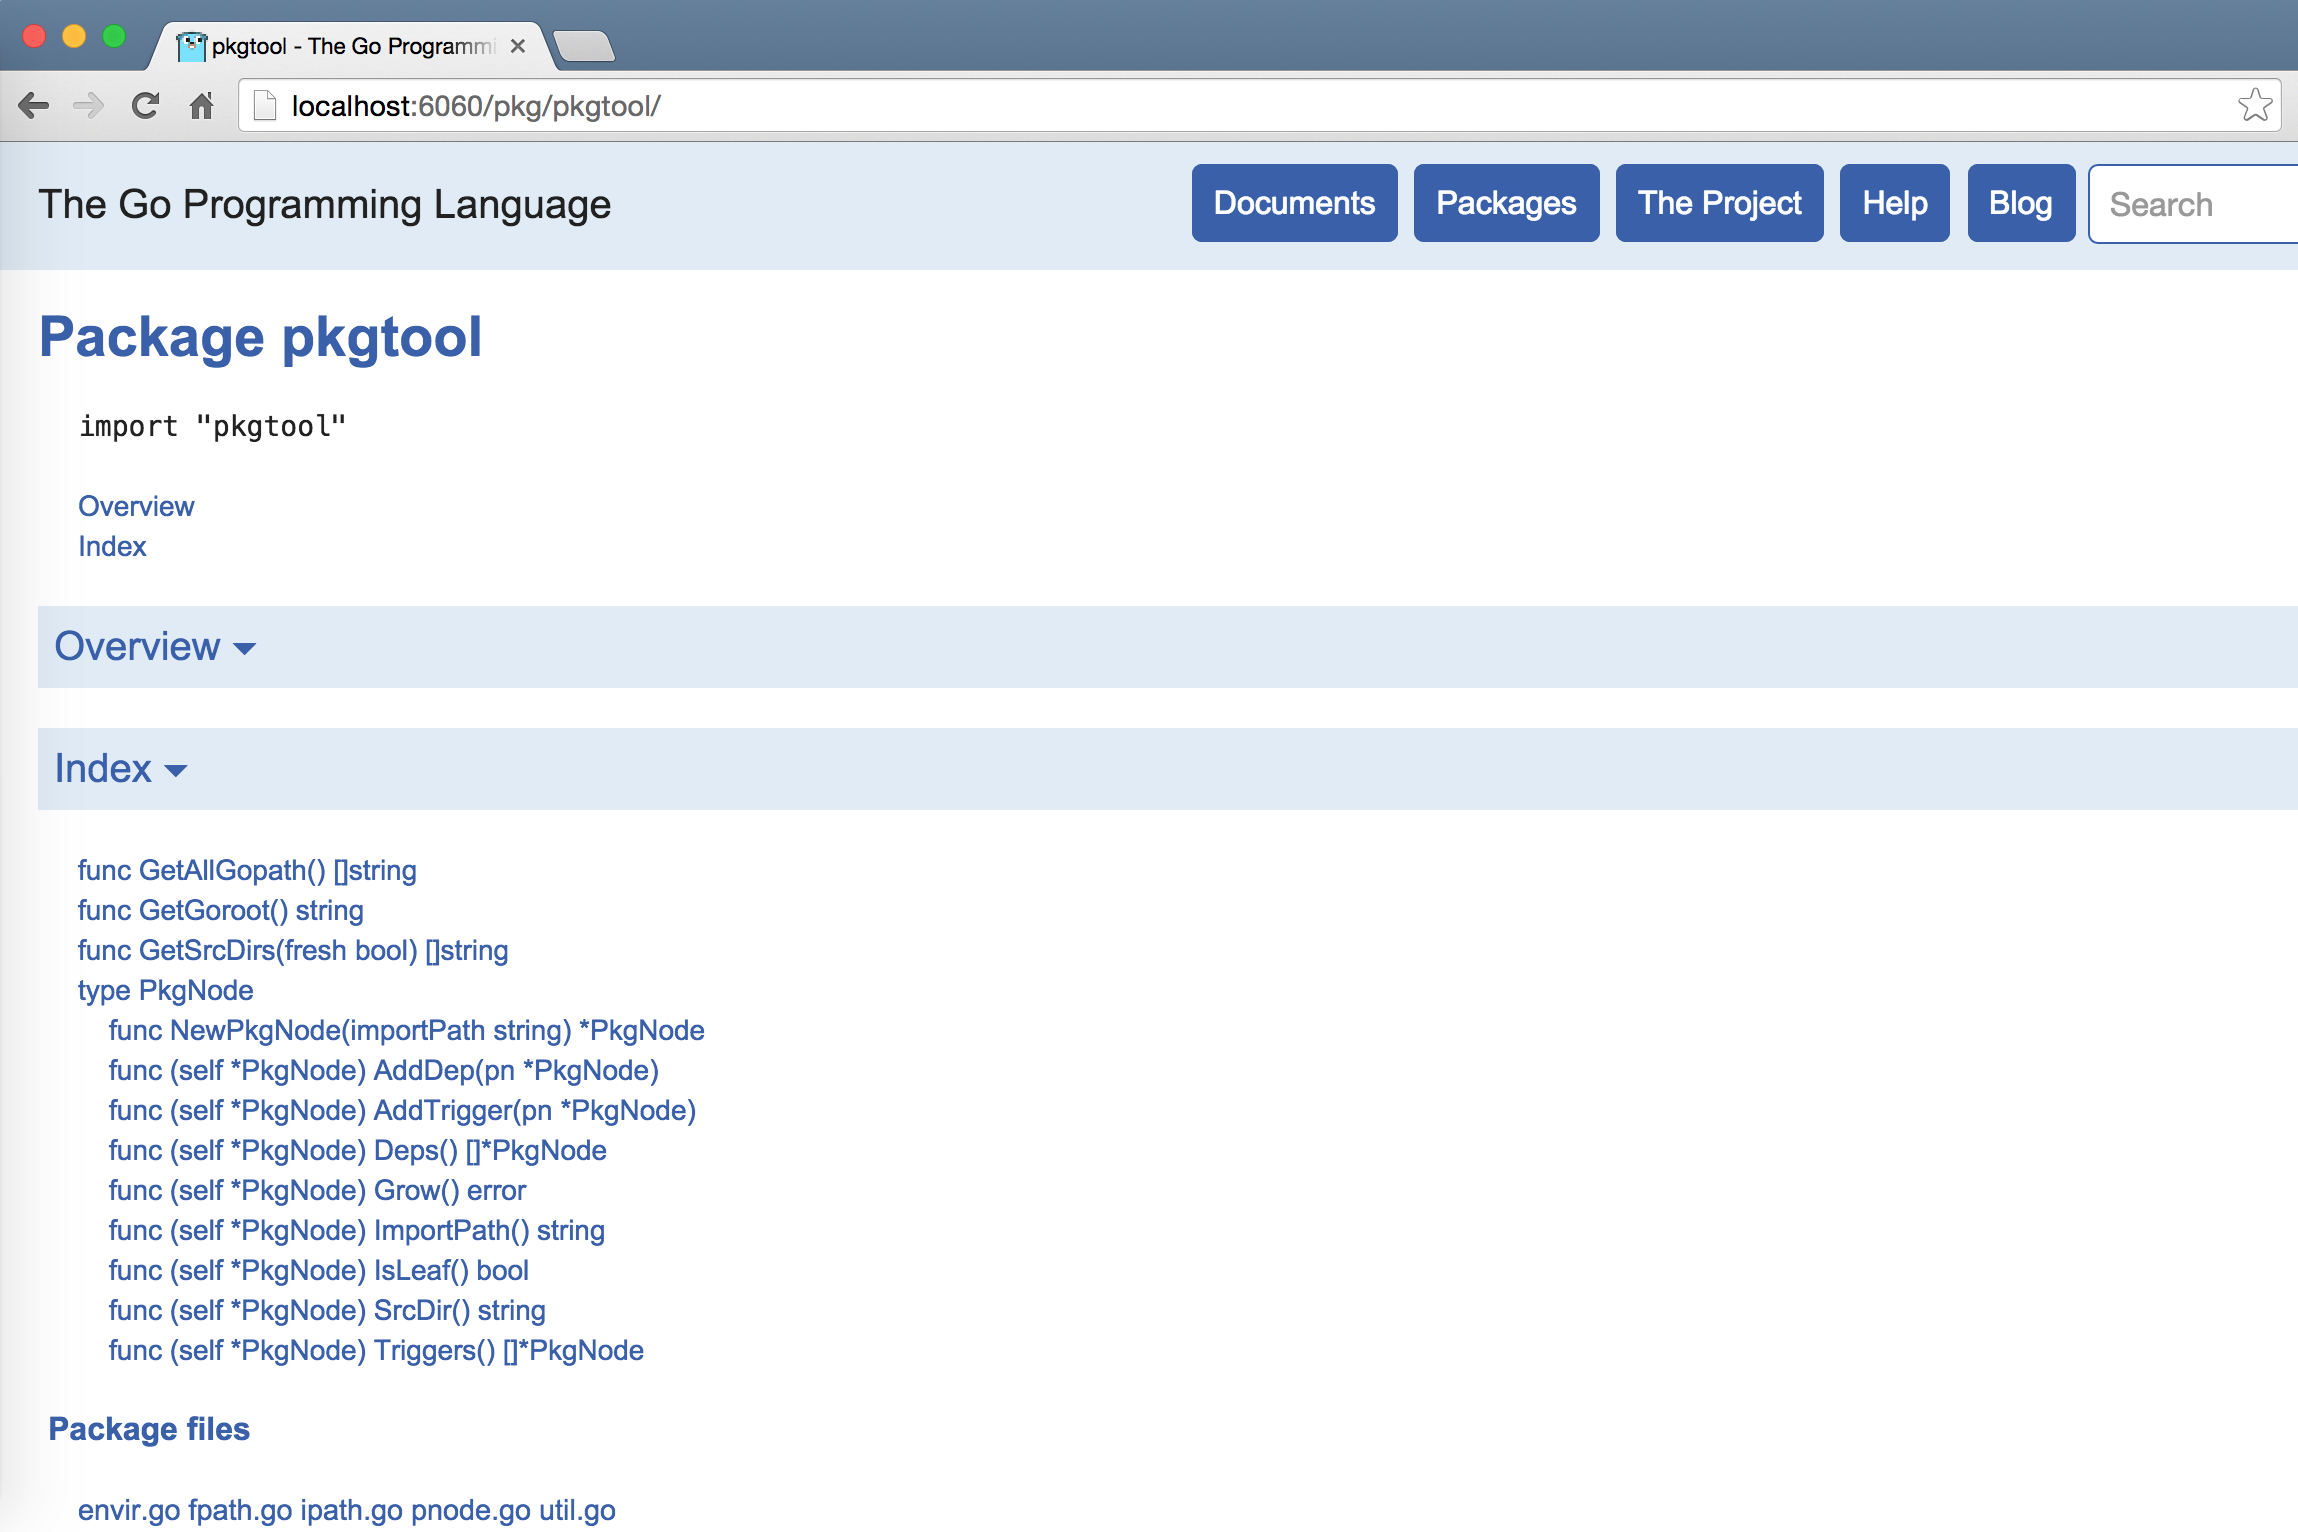 pkgtool - The Go Programmi
localhost:6060/pkg/pkgtool/
The Go Programming Language
Documents
Packages
The Project
Help
Blog
Search
Package pkgtool
import "pkgtool"
Overview
Index
Overview
Index
func GetAllGopath() []string
func GetGoroot() string
func GetSrcDirs(fresh bool) []string
type PkgNode
func NewPkgNode(importPath string) *PkgNode
func (self *PkgNode) AddDep(pn *PkgNode)
func (self *PkgNode) AddTrigger(pn *PkgNode)
func (self *PkgNode) Deps() []*PkgNode
func (self *PkgNode) Grow() error
func (self *PkgNode) ImportPath() string
func (self *PkgNode) IsLeaf() bool
func (self *PkgNode) SrcDir() string
func (self *PkgNode) Triggers() []*PkgNode
Package files
envir.go fpath.go ipath.go pnode.go util.go